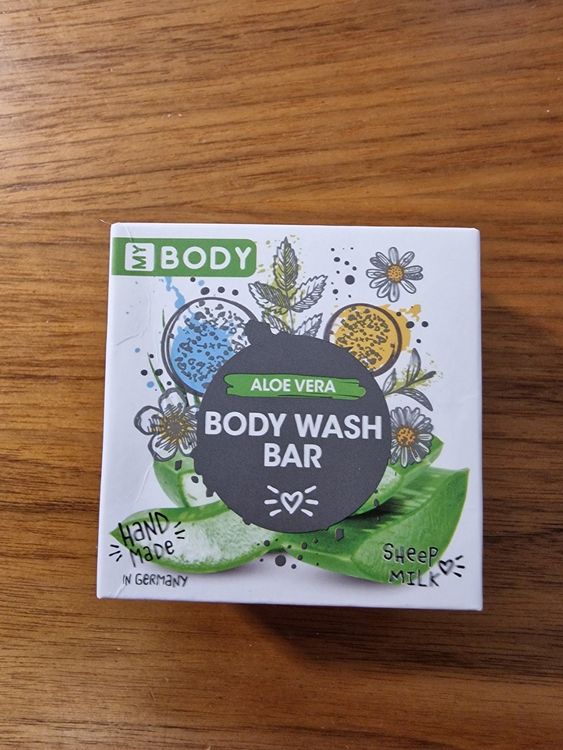 MY BODY
ALOE VERA
BODY WASH
BAR
HAND
MADE
IN GERMANY
SHEEP
MILK